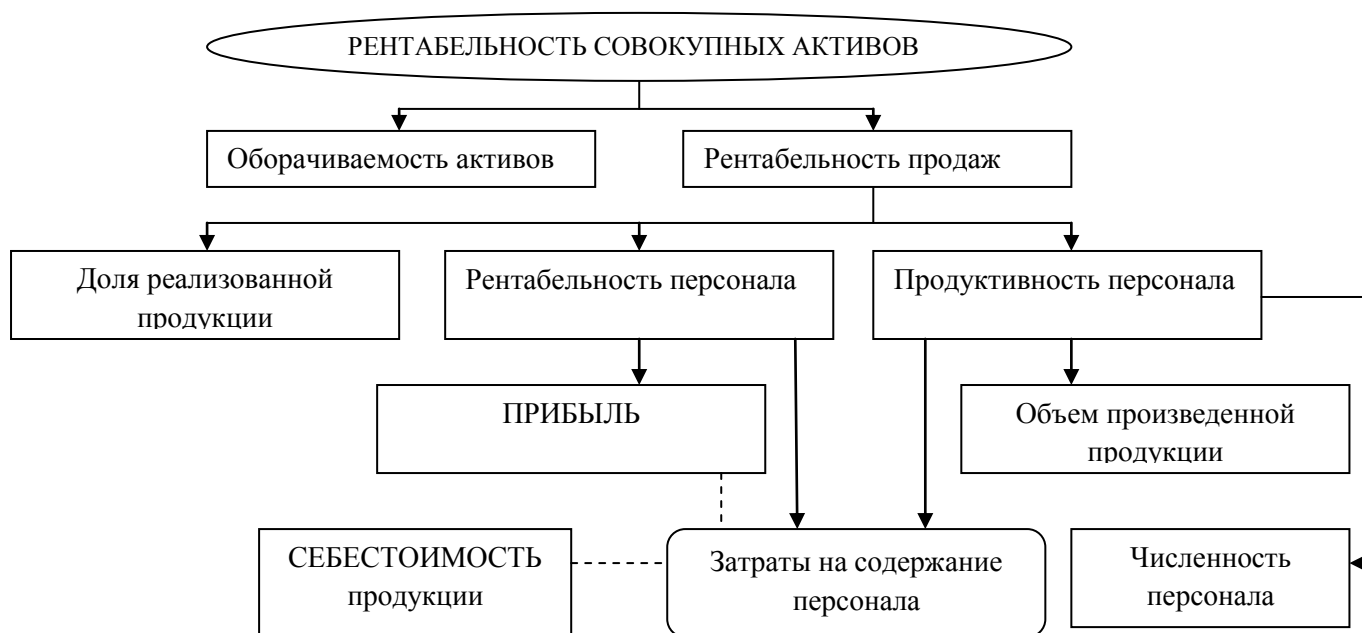 РЕНТАБЕЛЬНОСТЬ СОВОКУПНЫХ АКТИВОВ
Оборачиваемость активов
Рентабельность продаж
Доля реализованной
продукции
Рентабельность персонала
Продуктивность персонала
ПРИБЫЛЬ
Объем произведенной
продукции
СЕБЕСТОИМОСТЬ
продукции
Затраты на содержание
персонала
Численность
персонала